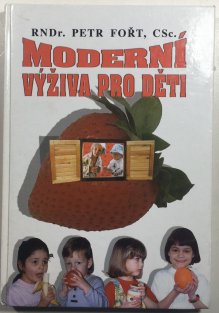 RNDr. PETR FOŘT, CSc.
MODERNÍ
VÝŽIVA PRO DĚTI